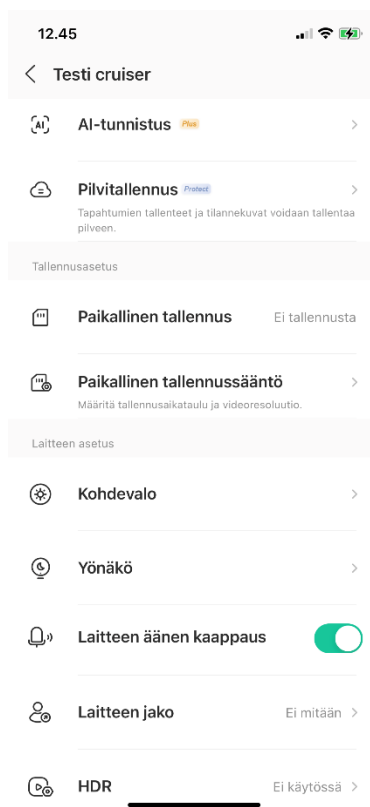 12.45
Testi cruiser
AI
AI-tunnistus Plus
Pilvitallennus Protect
Tapahtumien tallenteet ja tilannekuvat voidaan tallentaa
pilveen.
Tallennusasetus
Paikallinen tallennus Ei tallennusta
Paikallinen tallennussääntö
Määritä tallennusaikataulu ja videoresoluutio.
Laitteen asetus
Kohdevalo
Yönäkö
Laitteen äänen kaappaus
Laitteen jako Ei mitään
HDR Ei käytössä